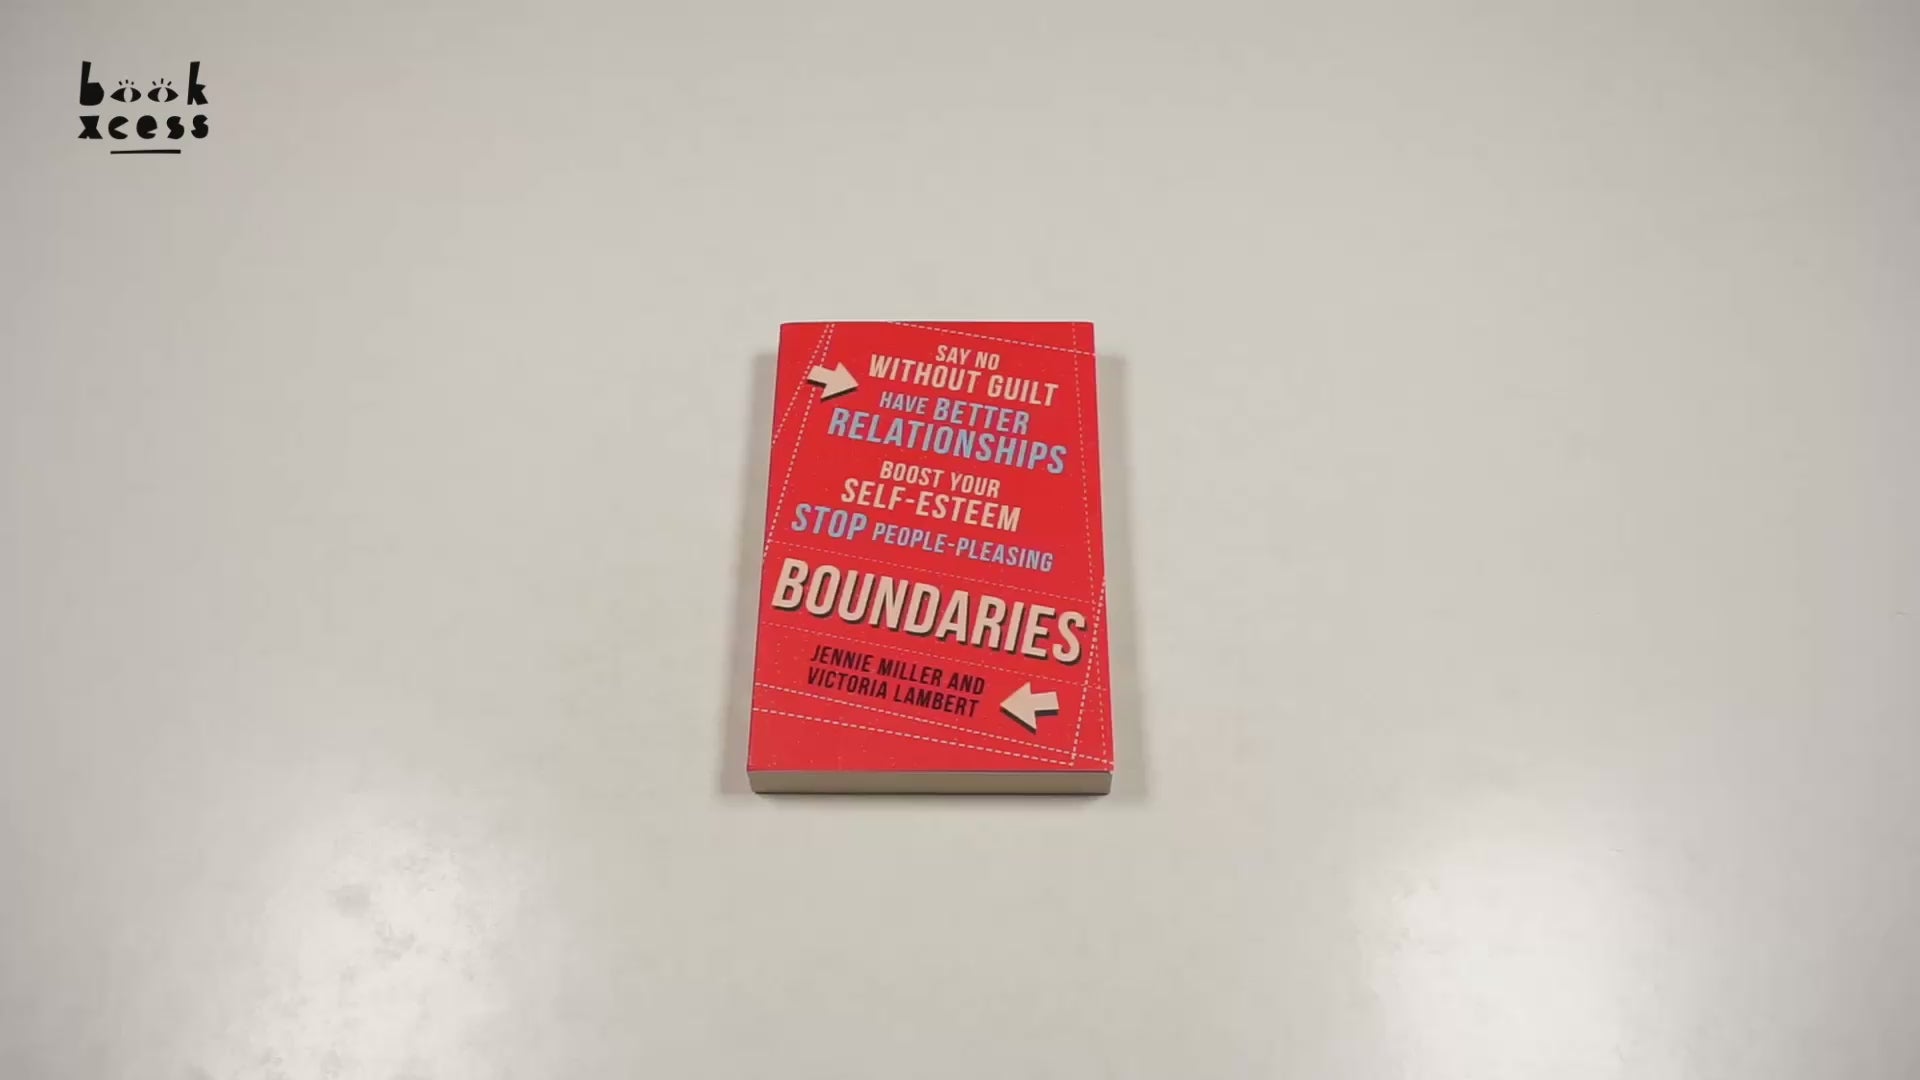 book
xcess
SAY NO
WITHOUT GUILT
HAVE BETTER
RELATIONSHIPS
BOOST YOUR
SELF-ESTEEM
STOP PEOPLE-PLEASING
BOUNDARIES
JENNIE MILLER AND
VICTORIA LAMBERT